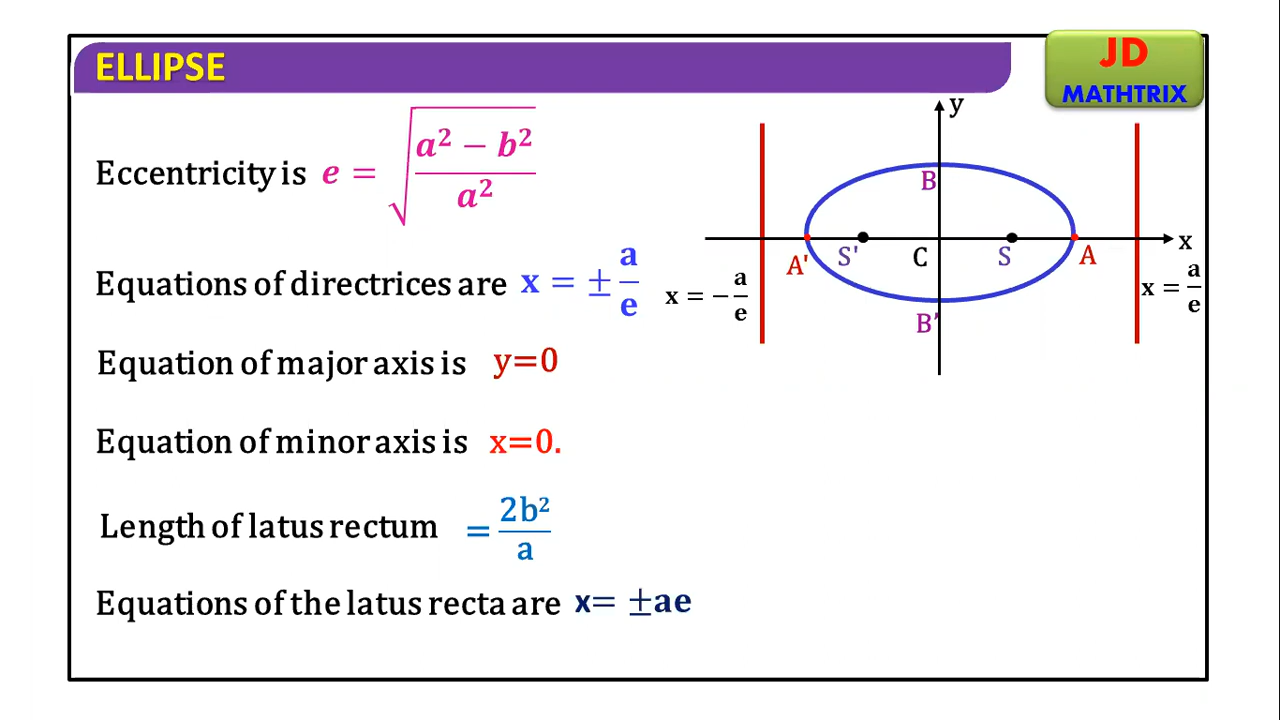 ELLIPSE
JD
MATHTRIX
Eccentricity is e = √((a² − b²)/a²)
Equations of directrices are x = ± a/e
Equation of major axis is y=0
Equation of minor axis is x=0.
Length of latus rectum = 2b²/a
Equations of the latus recta are x= ±ae
y
B
x
A'
S'
C
S
A
x = − a/e
x = a/e
B'